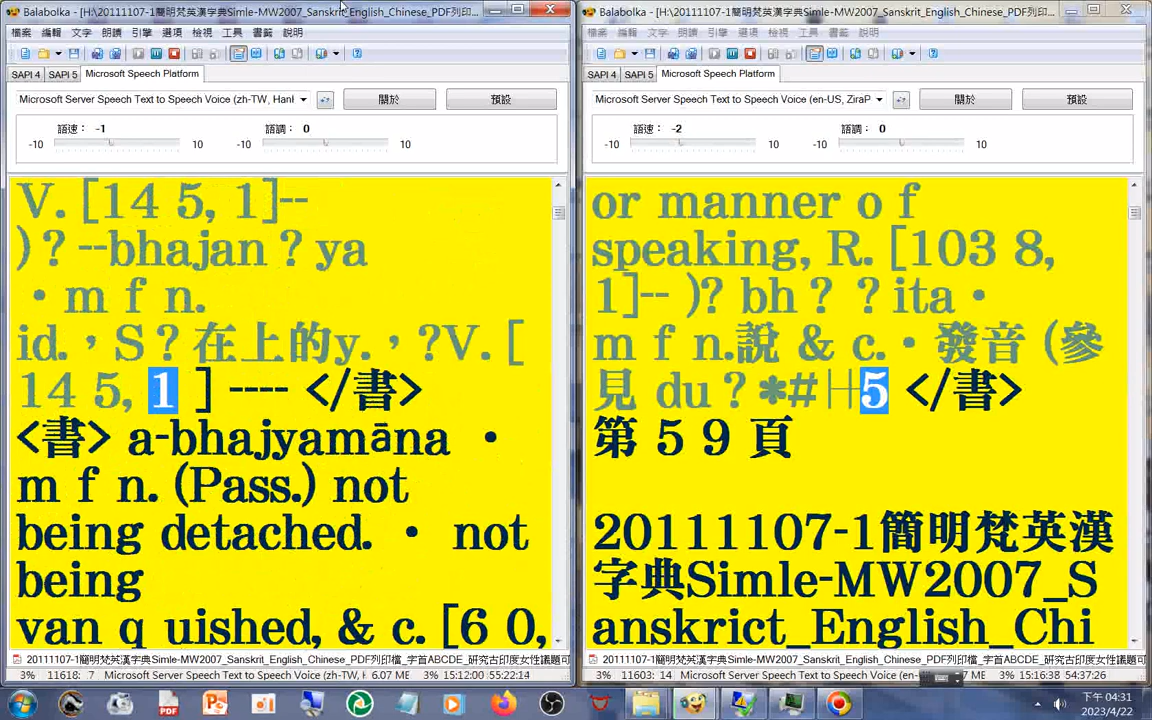 Balabolka - [H:\20111107-1簡明梵英漢字典Simle-MW2007_Sanskrit_English_Chinese_PDF列印...
檔案 編輯 文字 朗讀 引擎 選項 檢視 工具 書籤 說明
SAPI 4 SAPI 5 Microsoft Speech Platform
Microsoft Server Speech Text to Speech Voice (zh-TW, HanH
關於 預設
語速： -1 語調： 0
-10 10 -10 10
V. [14 5, 1]--
)？--bhajan？ya
・m f n.
id.，S？在上的y.，?V. [
14 5, 1 ] ---- </書>
<書> a-bhajyamāna ・
m f n. (Pass.) not
being detached. ・ not
being
van q uished, & c. [6 0,
20111107-1簡明梵英漢字典Simle-MW2007_Sanskrit_English_Chinese_PDF列印檔_字首ABCDE_研究古印度女性議題可
3% 11618: .7 Microsoft Server Speech Text to Speech Voice (zh-TW, H 6.07 ME 3% 15:12:00 55:22:14
Balabolka - [H:\20111107-1簡明梵英漢字典Simle-MW2007_Sanskrit_English_Chinese_PDF列印...
檔案 編輯 文字 朗讀 引擎 選項 檢視 工具 書籤 說明
SAPI 4 SAPI 5 Microsoft Speech Platform
Microsoft Server Speech Text to Speech Voice (en-US, ZiraP
關於 預設
語速： -2 語調： 0
-10 10 -10 10
or manner o f
speaking, R. [103 8,
1]-- )? bh？？ita・
m f n.說 & c.・發音 (參
見 du？*#├5 </書>
第 5 9 頁
20111107-1簡明梵英漢
字典Simle-MW2007_S
anskrict_English_Chi
20111107-1簡明梵英漢字典Simle-MW2007_Sanskrit_English_Chinese_PDF列印檔_字首ABCDE_研究古印度女性議題可
3% 11603: 14 Microsoft Server Speech Text to Speech Voice (en-U ME 3% 15:16:38 54:37:26
PDF
下午 04:31
2023/4/22